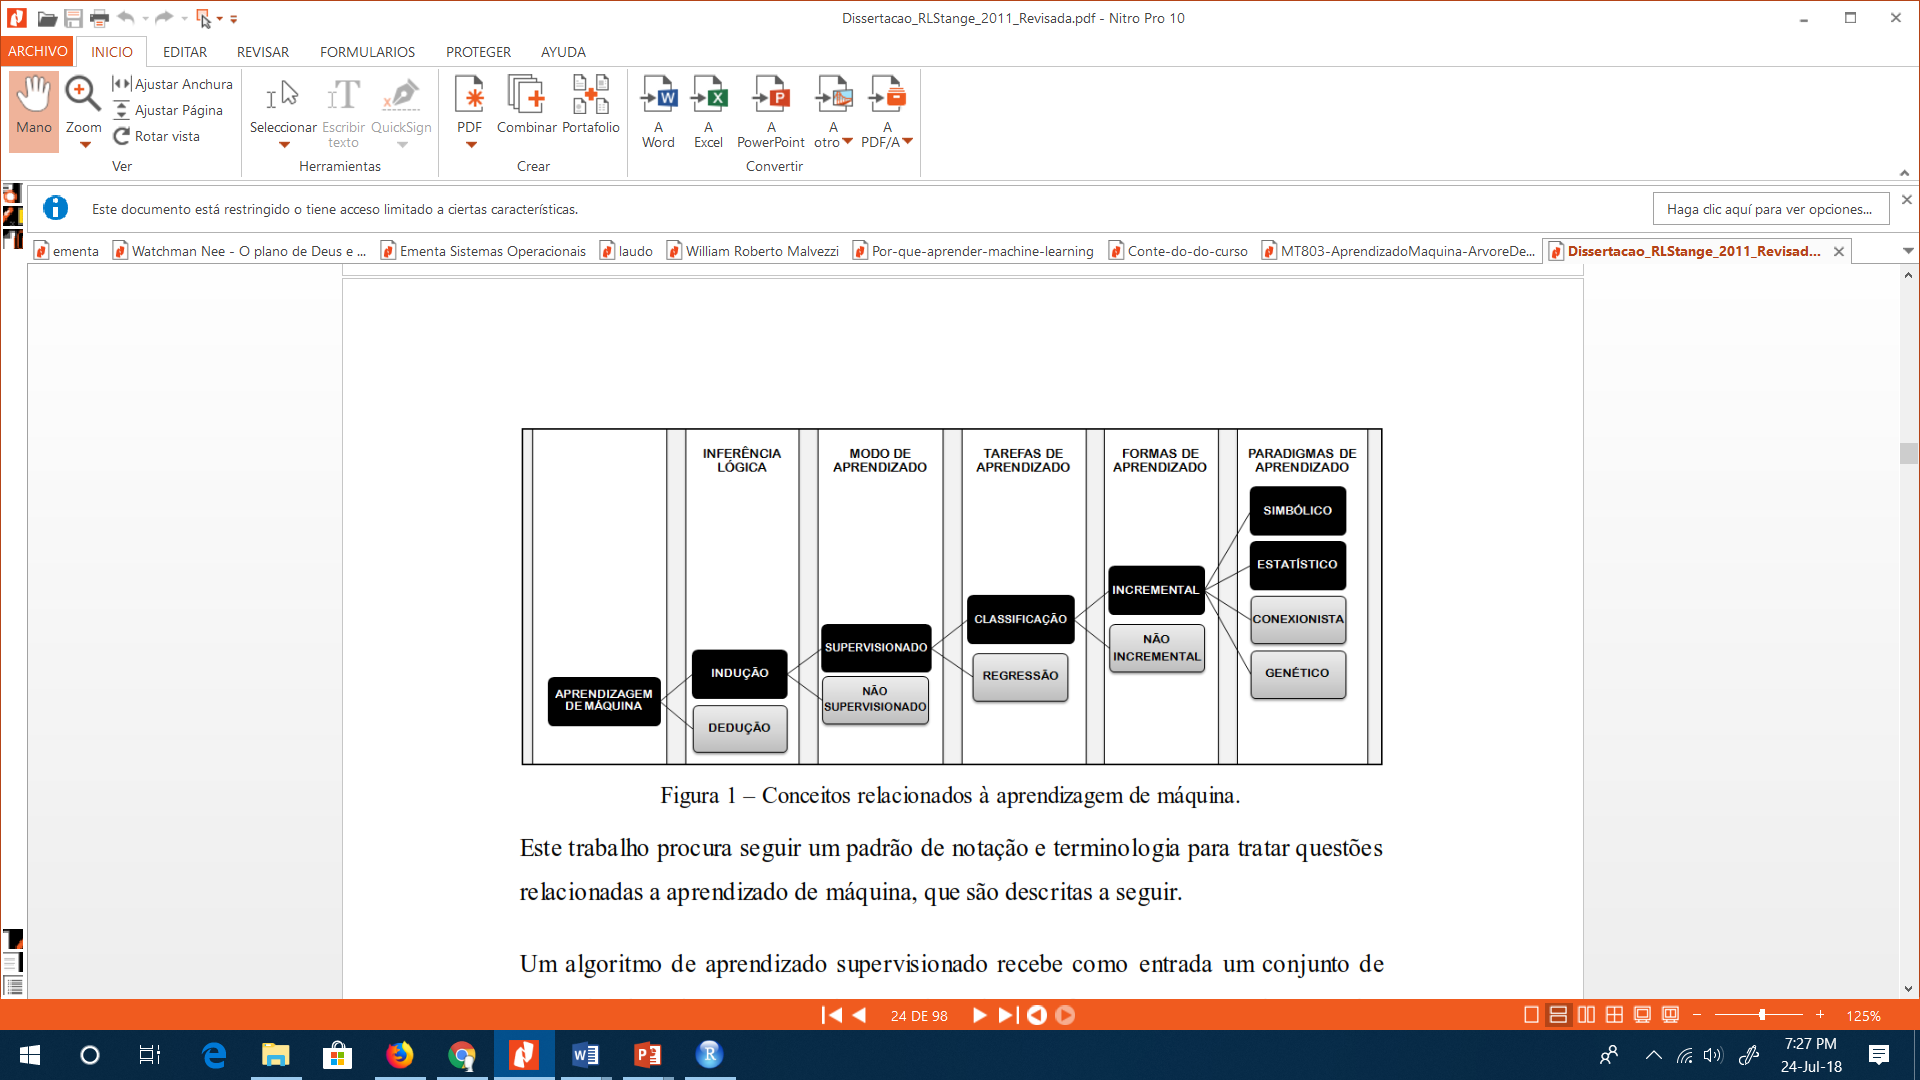 Dissertacao_RLStange_2011_Revisada.pdf - Nitro Pro 10
ARCHIVO INICIO EDITAR REVISAR FORMULARIOS PROTEGER AYUDA
Mano
Zoom
Ajustar Anchura
Ajustar Página
Rotar vista
Ver
Seleccionar
Escribir
texto
QuickSign
Herramientas
PDF
Combinar
Portafolio
Crear
A
Word
A
Excel
A
PowerPoint
A
otro
A
PDF/A
Convertir
Este documento está restringido o tiene acceso limitado a ciertas características.
Haga clic aquí para ver opciones...
ementa
Watchman Nee - O plano de Deus e ...
Ementa Sistemas Operacionais
laudo
William Roberto Malvezzi
Por-que-aprender-machine-learning
Conte-do-do-curso
MT803-AprendizadoMaquina-ArvoreDe...
Dissertacao_RLStange_2011_Revisad...
INFERÊNCIA
LÓGICA
MODO DE
APRENDIZADO
TAREFAS DE
APRENDIZADO
FORMAS DE
APRENDIZADO
PARADIGMAS DE
APRENDIZADO
APRENDIZAGEM
DE MÁQUINA
INDUÇÃO
DEDUÇÃO
SUPERVISIONADO
NÃO
SUPERVISIONADO
CLASSIFICAÇÃO
REGRESSÃO
INCREMENTAL
NÃO
INCREMENTAL
SIMBÓLICO
ESTATÍSTICO
CONEXIONISTA
GENÉTICO
Figura 1 – Conceitos relacionados à aprendizagem de máquina.
Este trabalho procura seguir um padrão de notação e terminologia para tratar questões
relacionadas a aprendizado de máquina, que são descritas a seguir.
Um algoritmo de aprendizado supervisionado recebe como entrada um conjunto de
24 DE 98
125%
7:27 PM
24-Jul-18